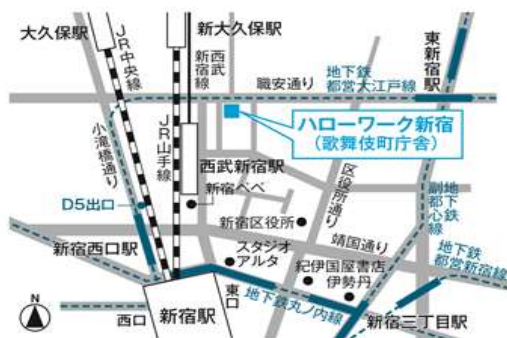 大久保駅
新大久保駅
東新宿駅
JR中央線
西武
新宿線
職安通り
地下鉄
都営大江戸線
小滝橋通り
JR山手線
ハローワーク新宿
(歌舞伎町庁舎)
西武新宿駅
新宿ペペ
区役所通り
地下鉄
副都心線
D5出口
新宿区役所
靖国通り
新宿西口駅
スタジオ
アルタ
紀伊国屋書店
伊勢丹
地下鉄
都営新宿線
N
西口
新宿駅
東口
地下鉄丸ノ内線
新宿三丁目駅